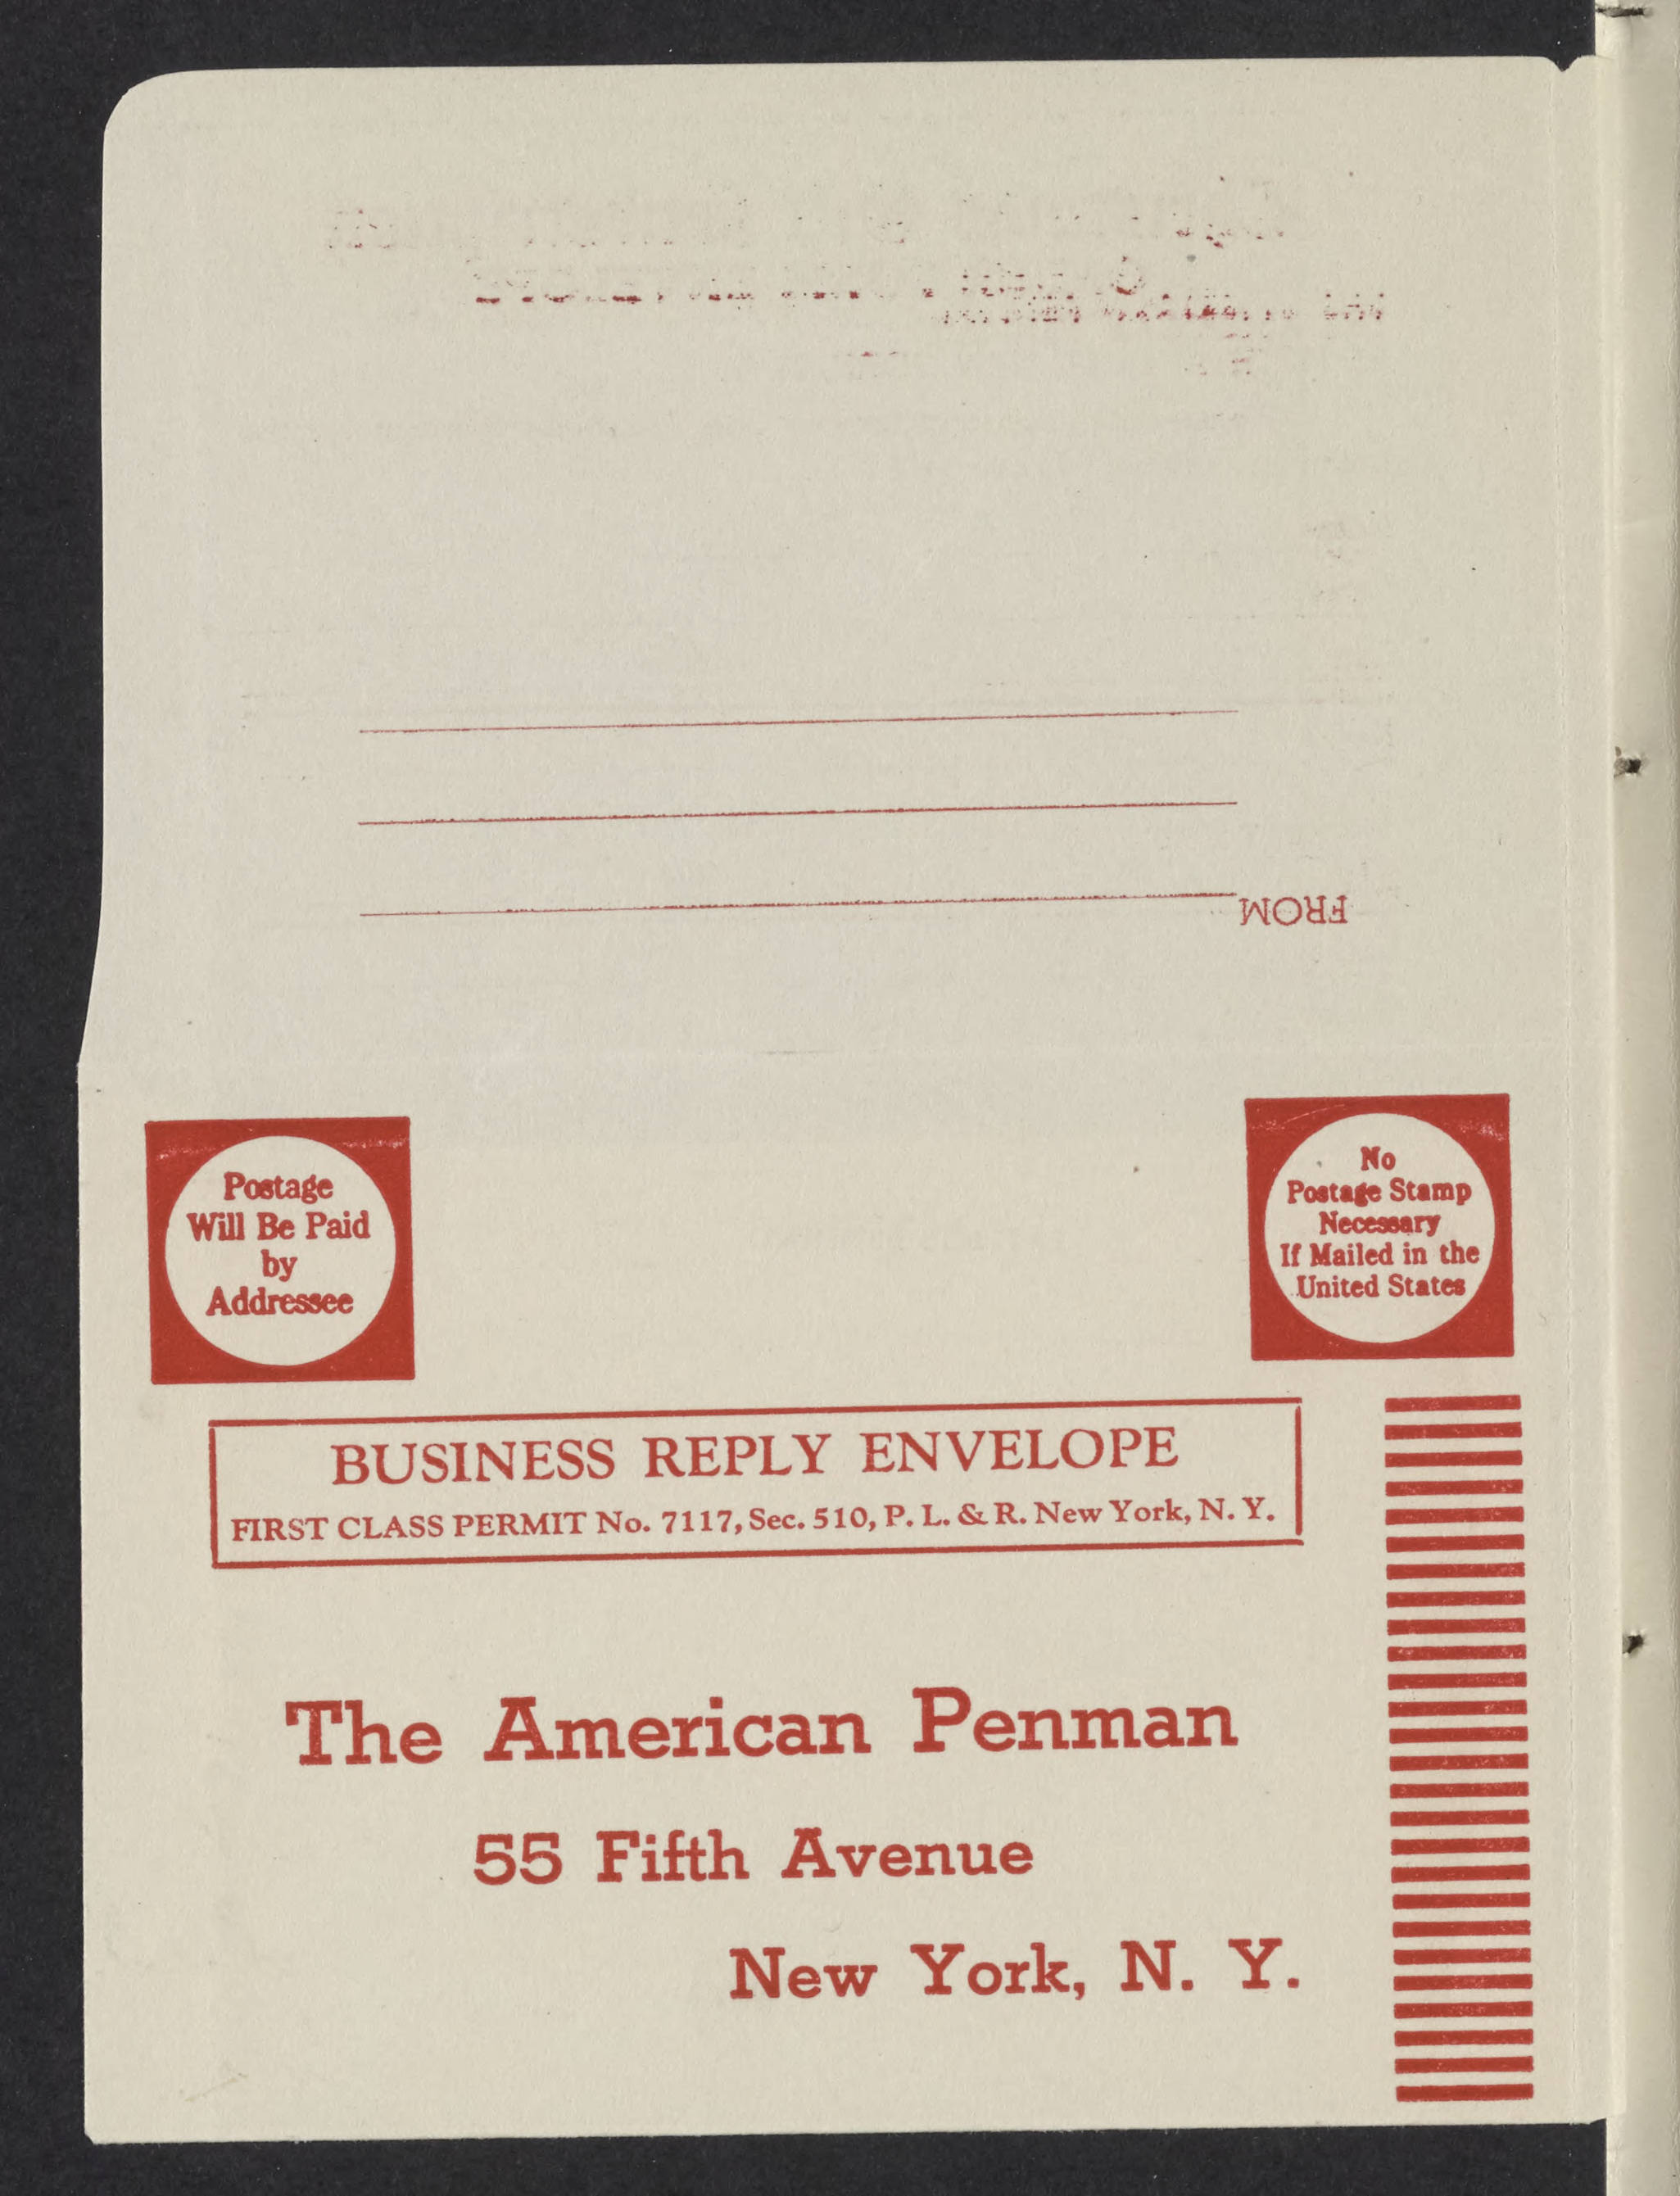 FROM
Postage
Will Be Paid
by
Addressee
No
Postage Stamp
Necessary
If Mailed in the
United States
BUSINESS REPLY ENVELOPE
FIRST CLASS PERMIT No. 7117, Sec. 510, P. L. & R. New York, N. Y.
The American Penman
55 Fifth Avenue
New York, N. Y.